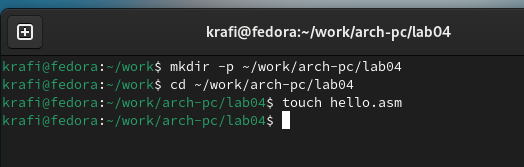 krafi@fedora:~/work/arch-pc/lab04
krafi@fedora:~/work$ mkdir -p ~/work/arch-pc/lab04
krafi@fedora:~/work$ cd ~/work/arch-pc/lab04
krafi@fedora:~/work/arch-pc/lab04$ touch hello.asm
krafi@fedora:~/work/arch-pc/lab04$